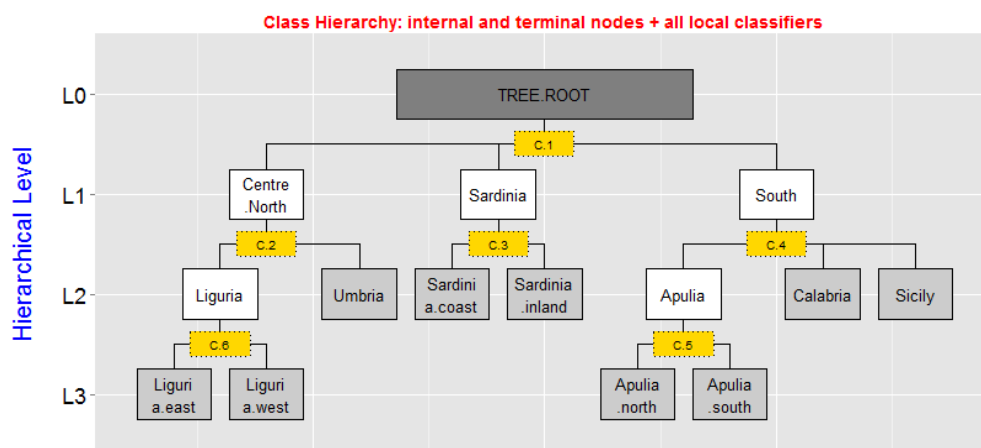 Class Hierarchy: internal and terminal nodes + all local classifiers
Hierarchical Level
L0
TREE.ROOT
C.1
L1
Centre
.North
Sardinia
South
C.2
C.3
C.4
L2
Liguria
Umbria
Sardini
a.coast
Sardinia
.inland
Apulia
Calabria
Sicily
C.6
C.5
L3
Liguri
a.east
Liguri
a.west
Apulia
.north
Apulia
.south